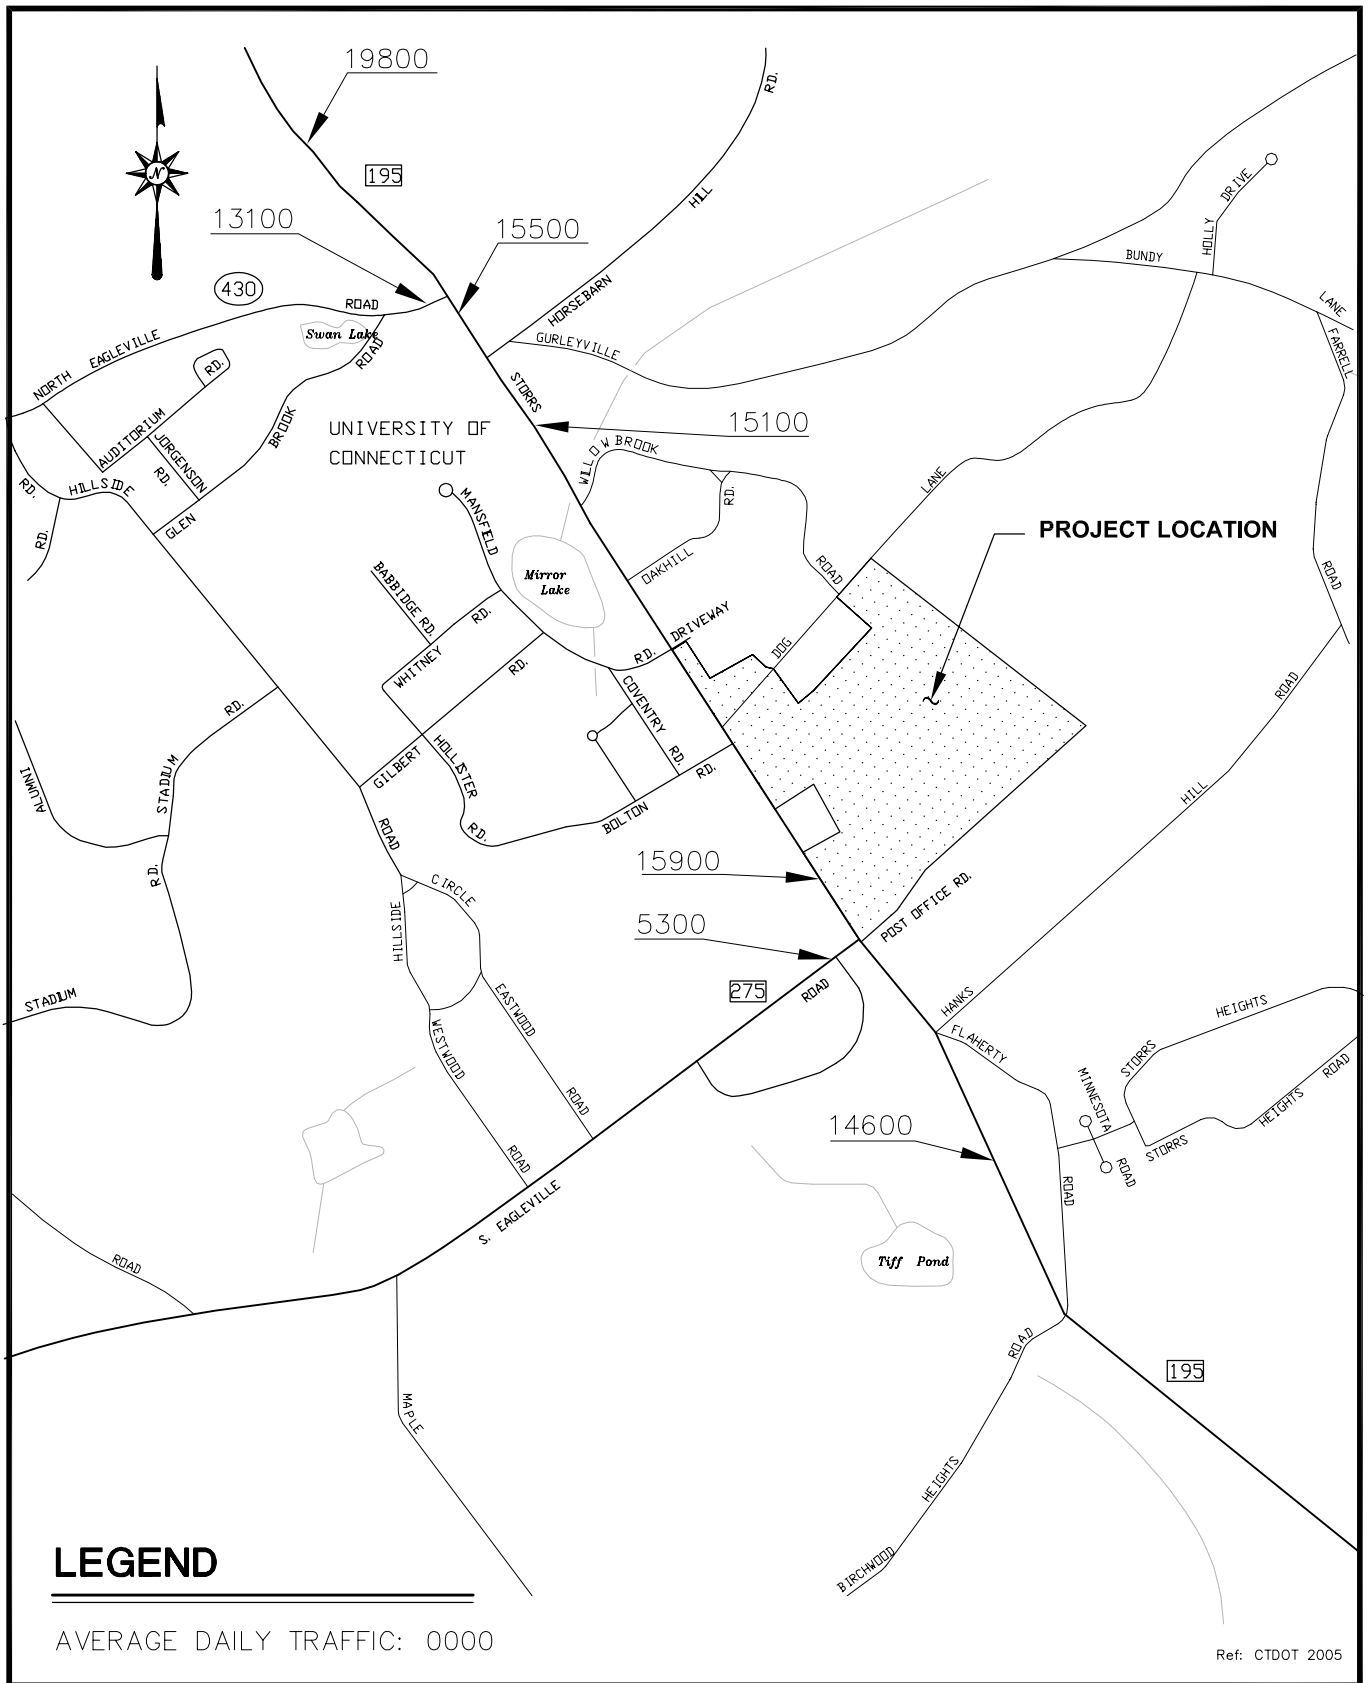 19800
195
13100
15500
430
N
RD.
HILL
HORSEBARN
ROAD
NORTH EAGLEVILLE
Swan Lake
ROAD
BROOK
GLEN
RD.
AUDITORIUM
JORGENSON
RD.
RD.
HILLSIDE
RD.
UNIVERSITY OF
CONNECTICUT
STORRS
GURLEYVILLE
15100
HOLLY DRIVE
BUNDY
LANE
FARRELL
ROAD
WILLOWBROOK
RD.
OAKHILL
ROAD
LANE
DOG
PROJECT LOCATION
MANSFIELD
RD.
Mirror
Lake
DRIVEWAY
BABBIDGE RD.
WHITNEY
RD.
GILBERT
RD.
HOLLISTER
RD.
COVENTRY
RD.
BOLTON
RD.
RD.
STADIUM
RD.
STADIUM
ALUMNI
ROAD
HILLSIDE
CIRCLE
EASTWOOD
ROAD
WESTWOOD
ROAD
15900
5300
275
ROAD
S. EAGLEVILLE
POST OFFICE RD.
HANKS
HILL
ROAD
FLAHERTY
ROAD
MINNESOTA
ROAD
STORRS
HEIGHTS
STORRS
HEIGHTS
ROAD
14600
Tiff Pond
ROAD
MAPLE
195
ROAD
HEIGHTS
BIRCHWOOD
LEGEND
AVERAGE DAILY TRAFFIC: 0000
Ref: CTDOT 2005